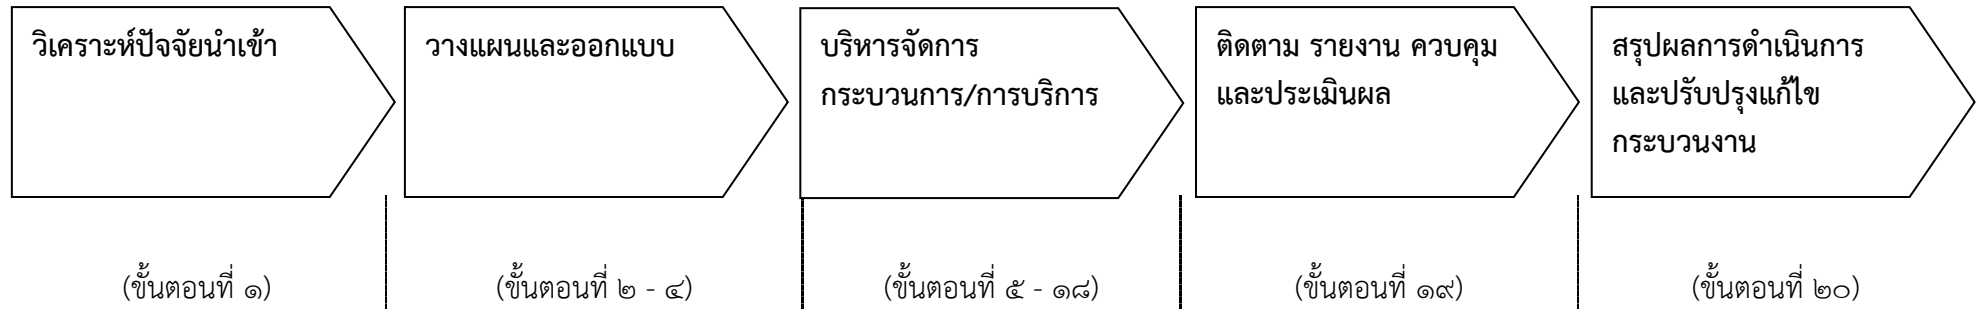 วิเคราะห์ปัจจัยนำเข้า
วางแผนและออกแบบ
บริหารจัดการ
กระบวนการ/การบริการ
ติดตาม รายงาน ควบคุม
และประเมินผล
สรุปผลการดำเนินการ
และปรับปรุงแก้ไข
กระบวนงาน
(ขั้นตอนที่ ๑)
(ขั้นตอนที่ ๒ - ๔)
(ขั้นตอนที่ ๕ - ๑๘)
(ขั้นตอนที่ ๑๙)
(ขั้นตอนที่ ๒๐)